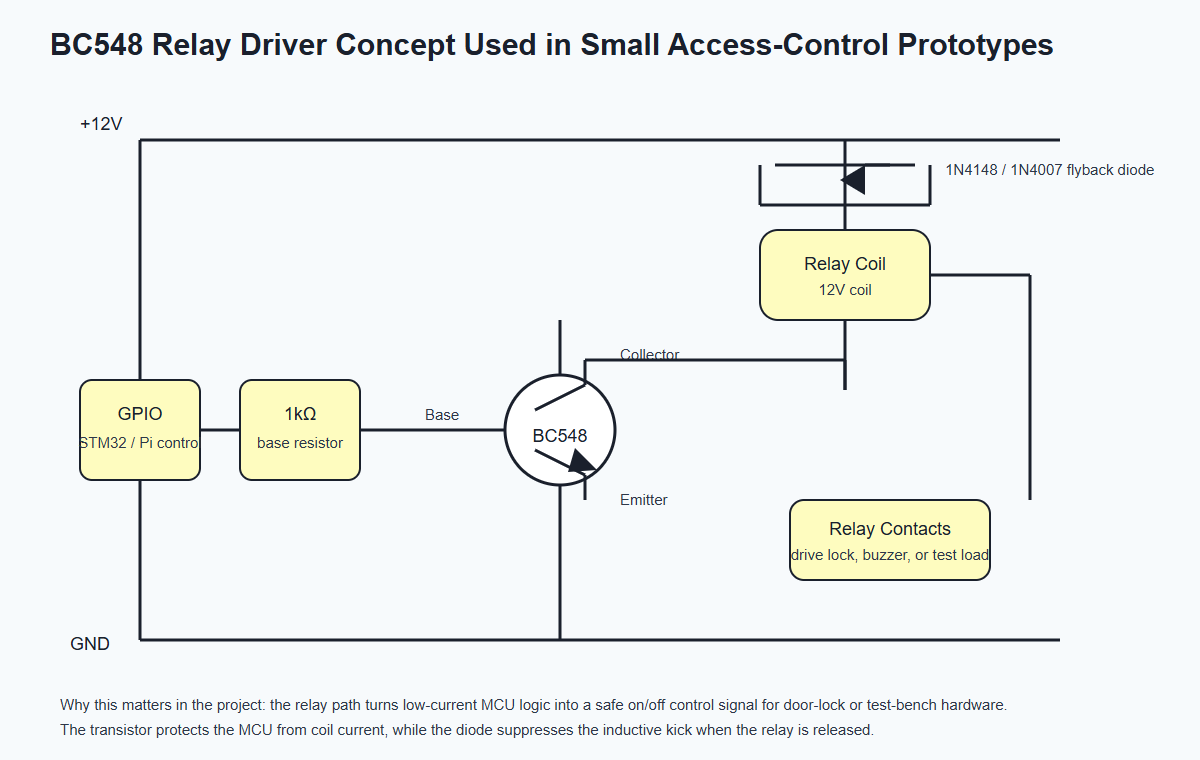 BC548 Relay Driver Concept Used in Small Access-Control Prototypes
+12V
1N4148 / 1N4007 flyback diode
Relay Coil
12V coil
Collector
GPIO
STM32 / Pi contro
1kΩ
base resistor
Base
BC548
Emitter
Relay Contacts
drive lock, buzzer, or test load
GND
Why this matters in the project: the relay path turns low-current MCU logic into a safe on/off control signal for door-lock or test-bench hardware.
The transistor protects the MCU from coil current, while the diode suppresses the inductive kick when the relay is released.